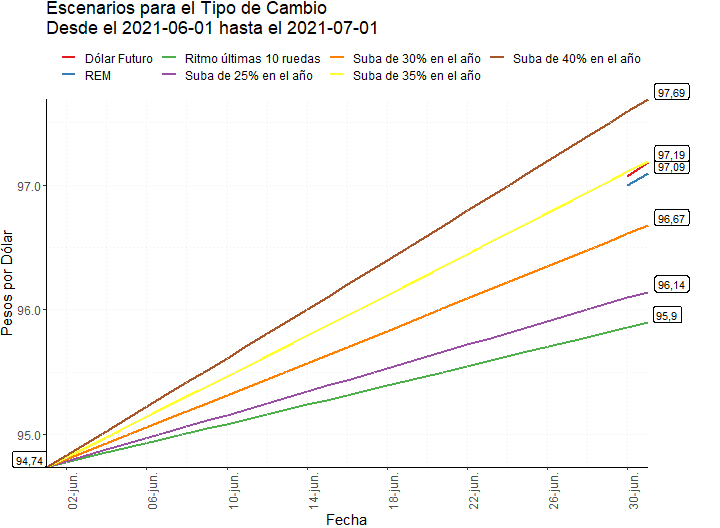 Escenarios para el Tipo de Cambio
Desde el 2021-06-01 hasta el 2021-07-01
Dólar Futuro
Ritmo últimas 10 ruedas
Suba de 30% en el año
Suba de 40% en el año
REM
Suba de 25% en el año
Suba de 35% en el año
97,69
97,19
97,09
97.0
96,67
96,14
96.0
95,9
95.0
94,74
Pesos por Dólar
02-jun.
06-jun.
10-jun.
14-jun.
18-jun.
22-jun.
26-jun.
30-jun.
Fecha